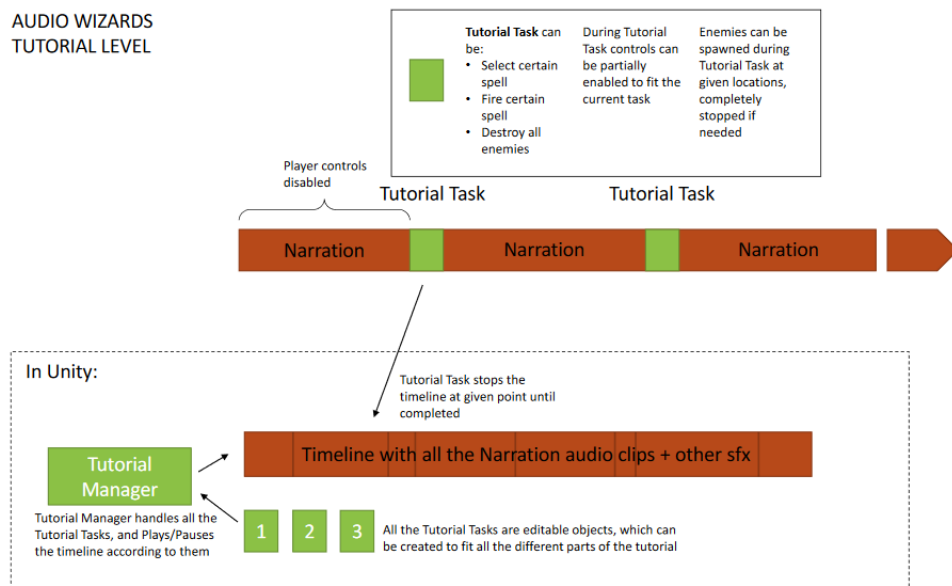 AUDIO WIZARDS
TUTORIAL LEVEL
Tutorial Task can
be:
• Select certain
spell
• Fire certain
spell
• Destroy all
enemies
During Tutorial
Task controls can
be partially
enabled to fit the
current task
Enemies can be
spawned during
Tutorial Task at
given locations,
completely
stopped if
needed
Player controls
disabled
Tutorial Task
Tutorial Task
Narration
Narration
Narration
In Unity:
Tutorial Task stops the
timeline at given point until
completed
Tutorial
Manager
Timeline with all the Narration audio clips + other sfx
Tutorial Manager handles all the
Tutorial Tasks, and Plays/Pauses
the timeline according to them
1
2
3
All the Tutorial Tasks are editable objects, which can
be created to fit all the different parts of the tutorial